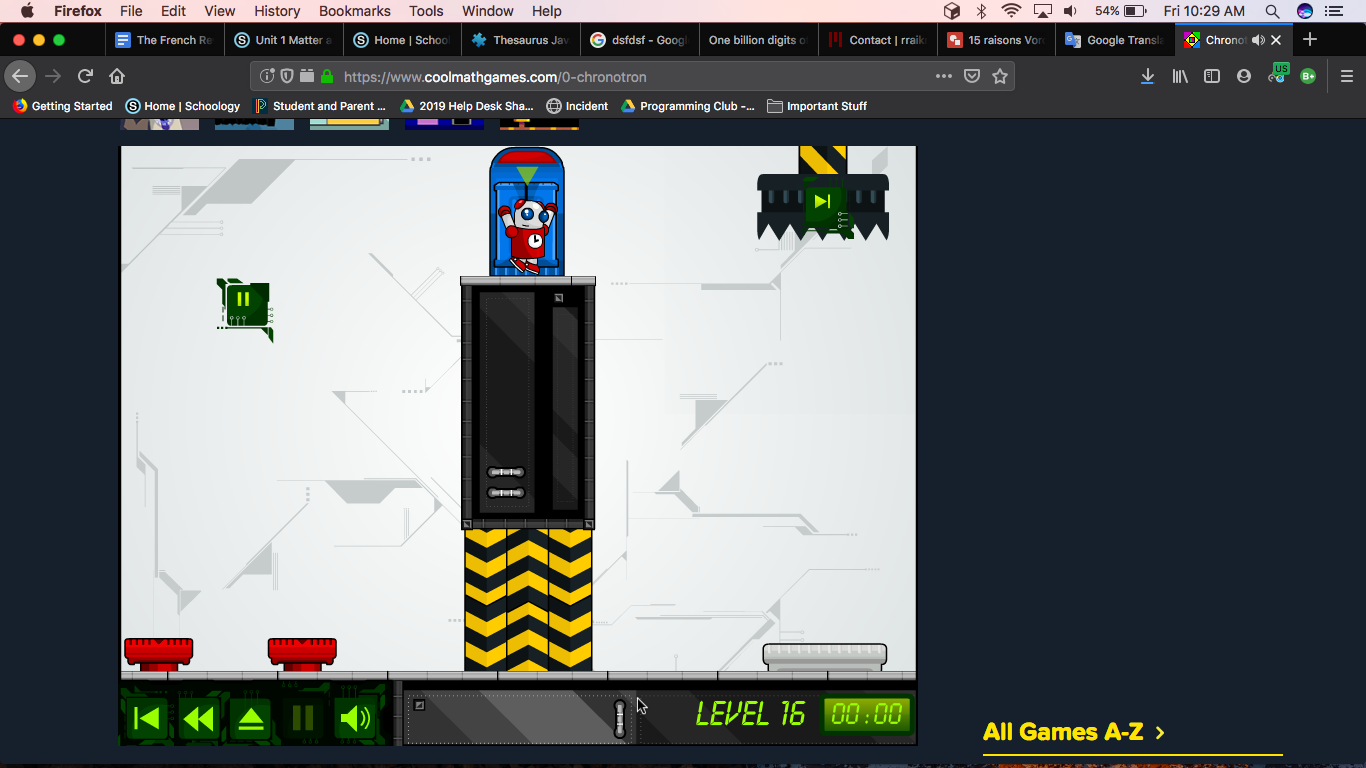 Firefox File Edit View History Bookmarks Tools Window Help 54% Fri 10:29 AM
The French Re
Unit 1 Matter a
Home | Schoo
Thesaurus Jav
dsfdsf - Googl
One billion digits o
Contact | rraik
15 raisons Vor
Google Transla
Chronot
https://www.coolmathgames.com/0-chronotron
US
B+
Getting Started
Home | Schoology
Student and Parent ...
2019 Help Desk Sha...
Incident
Programming Club -...
Important Stuff
LEVEL 16 00:00
All Games A-Z >